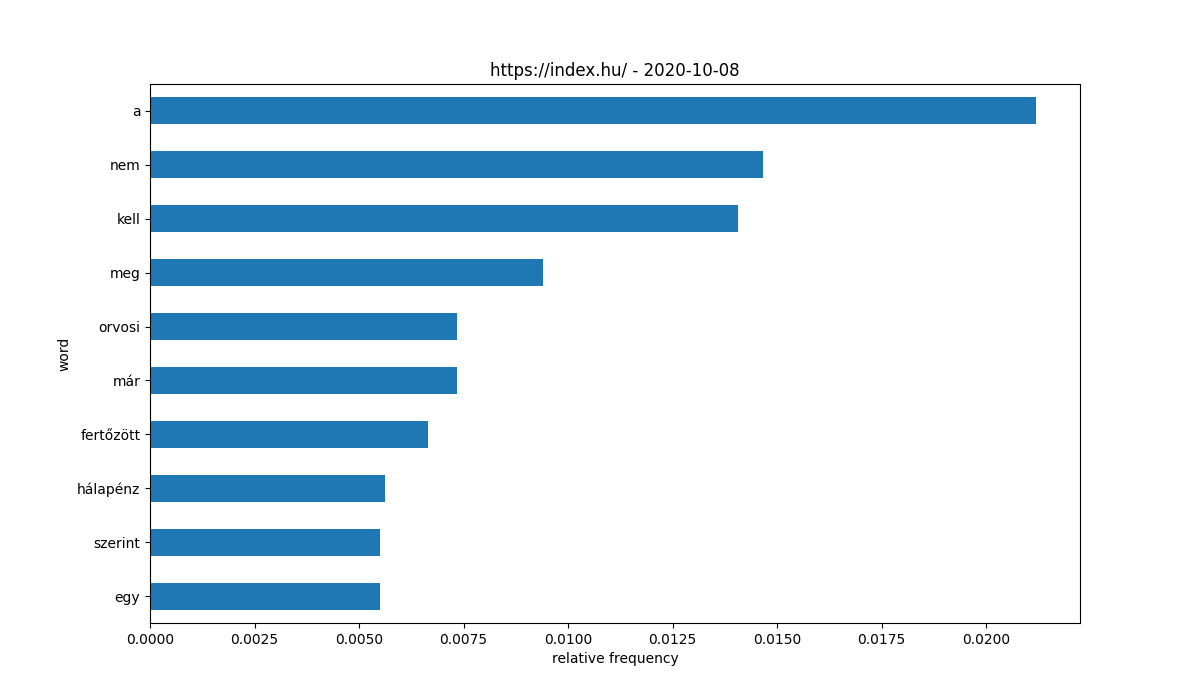 https://index.hu/ - 2020-10-08
a
nem
kell
meg
orvosi
már
fertőzött
hálapénz
szerint
egy
word
0.0000 0.0025 0.0050 0.0075 0.0100 0.0125 0.0150 0.0175 0.0200
relative frequency